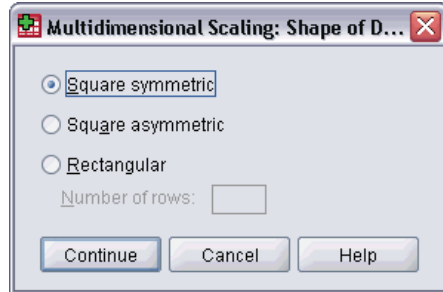 Multidimensional Scaling: Shape of D...
Square symmetric
Square asymmetric
Rectangular
Number of rows:
Continue Cancel Help